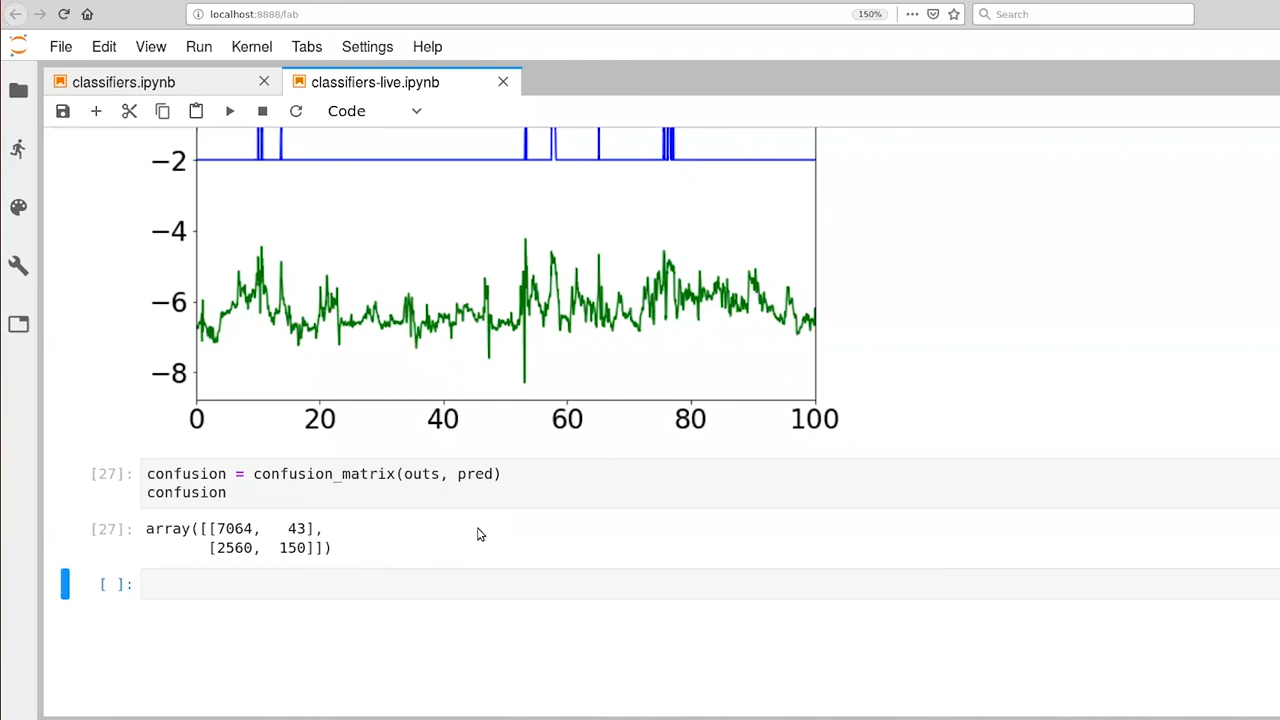 localhost:8888/lab
150%
Search
File Edit View Run Kernel Tabs Settings Help
classifiers.ipynb
classifiers-live.ipynb
Code
−2
−4
−6
−8
0 20 40 60 80 100
[27]: confusion = confusion_matrix(outs, pred)
confusion
[27]: array([[7064,   43],
[2560,  150]])
[ ]: